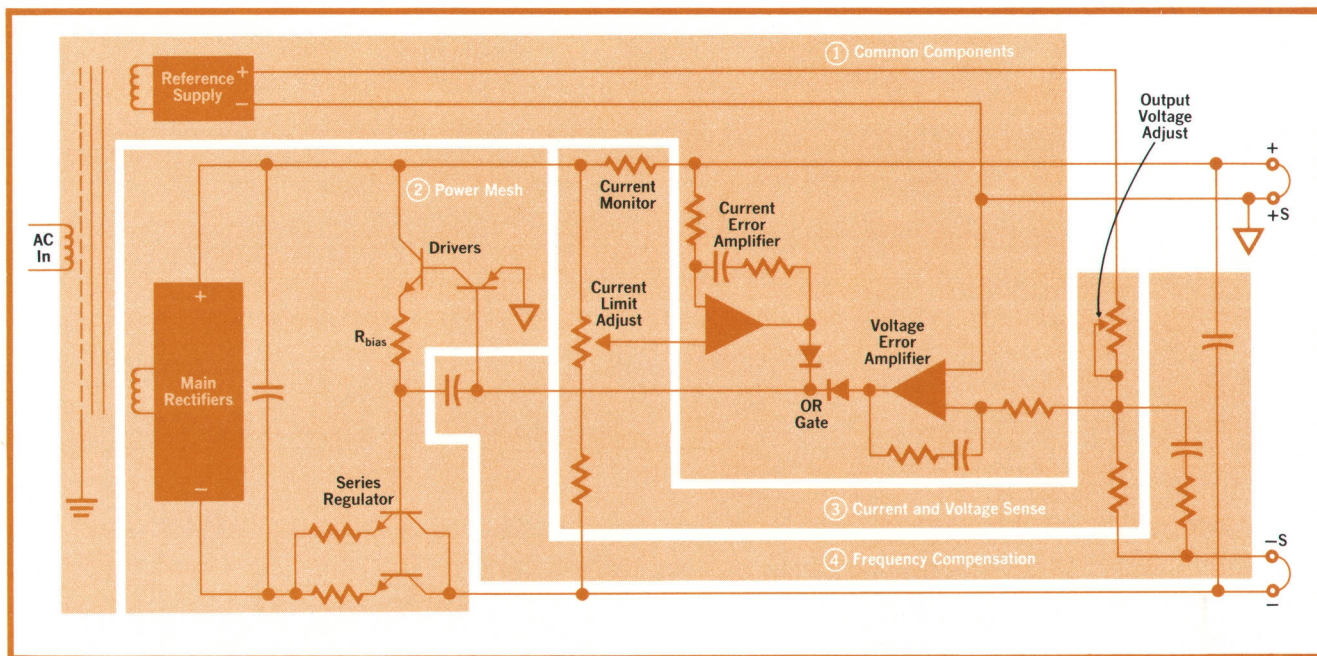 ① Common Components
Reference
Supply
+
−
Output
Voltage
Adjust
+
+S
② Power Mesh
Current
Monitor
Current
Error
Amplifier
AC
In
Drivers
Current
Limit
Adjust
R_bias
Voltage
Error
Amplifier
+
Main
Rectifiers
−
OR
Gate
Series
Regulator
③ Current and Voltage Sense
④ Frequency Compensation
−S
−